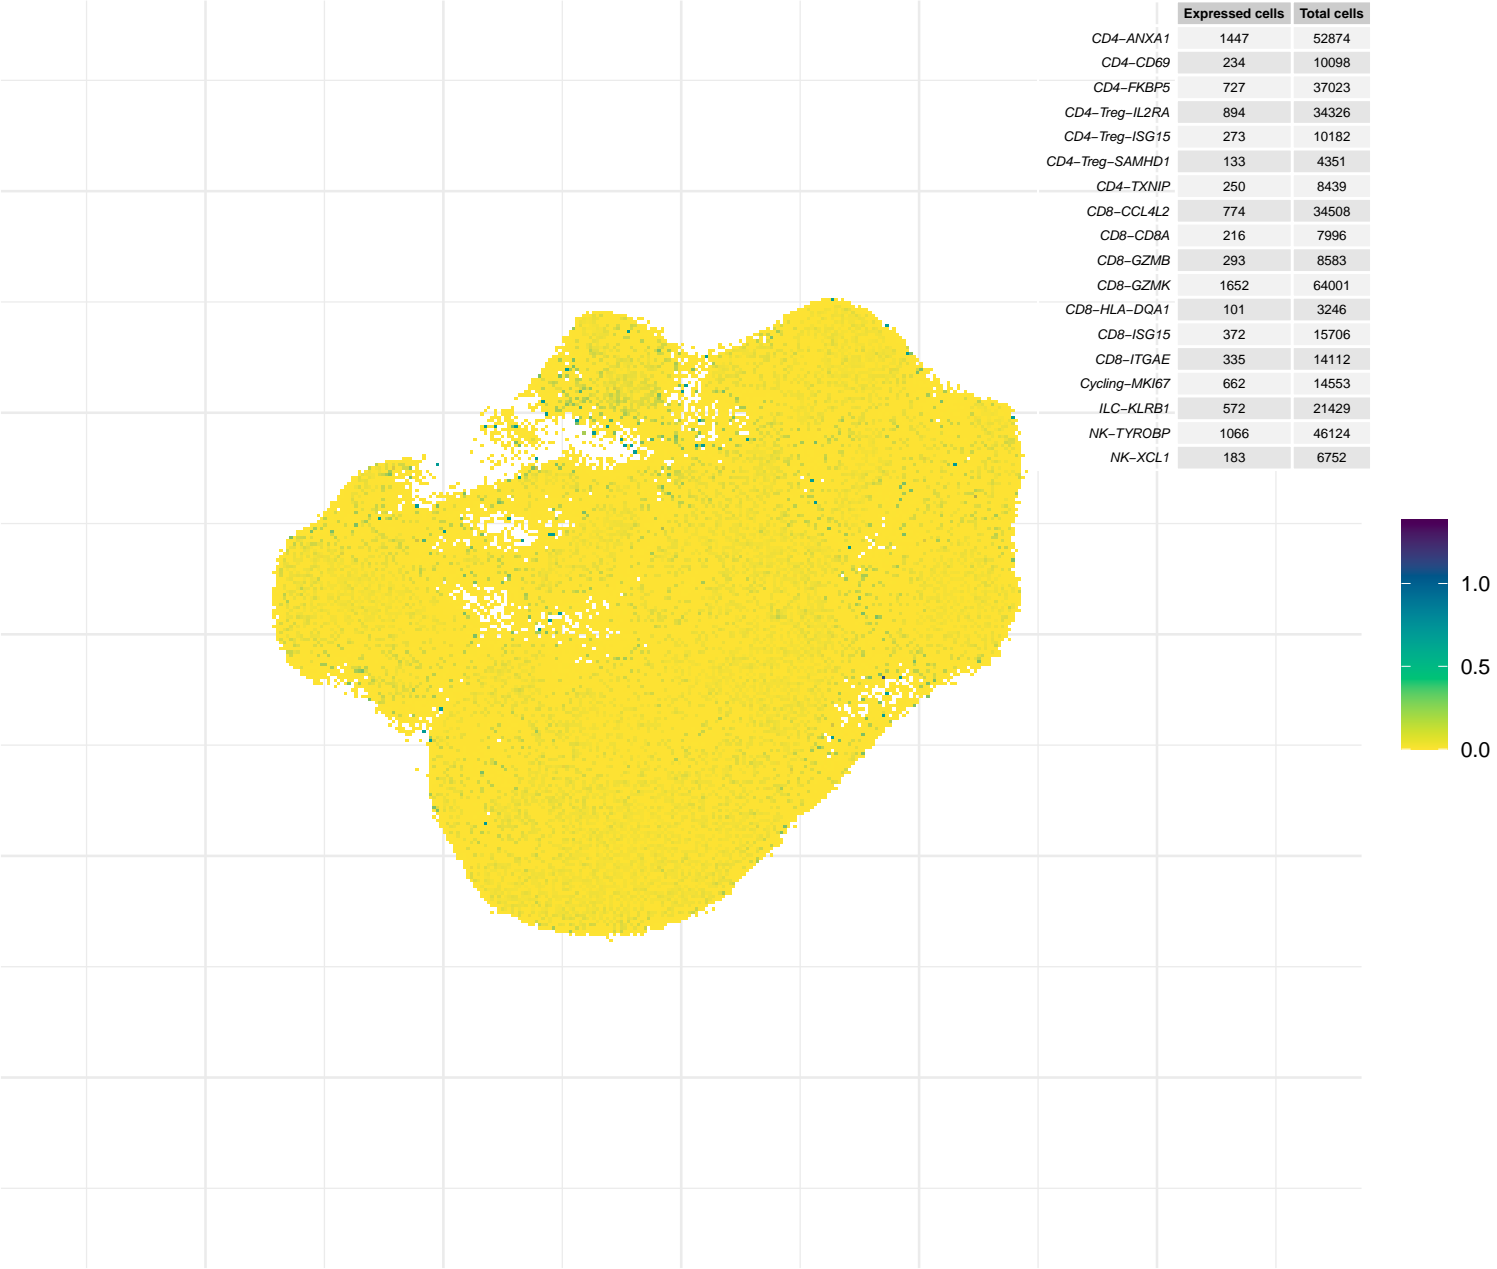 Expressed cells Total cells
CD4−ANXA1 1447 52874
CD4−CD69 234 10098
CD4−FKBP5 727 37023
CD4−Treg−IL2RA 894 34326
CD4−Treg−ISG15 273 10182
CD4−Treg−SAMHD1 133 4351
CD4−TXNIP 250 8439
CD8−CCL4L2 774 34508
CD8−CD8A 216 7996
CD8−GZMB 293 8583
CD8−GZMK 1652 64001
CD8−HLA−DQA1 101 3246
CD8−ISG15 372 15706
CD8−ITGAE 335 14112
Cycling−MKI67 662 14553
ILC−KLRB1 572 21429
NK−TYROBP 1066 46124
NK−XCL1 183 6752
1.0
0.5
0.0